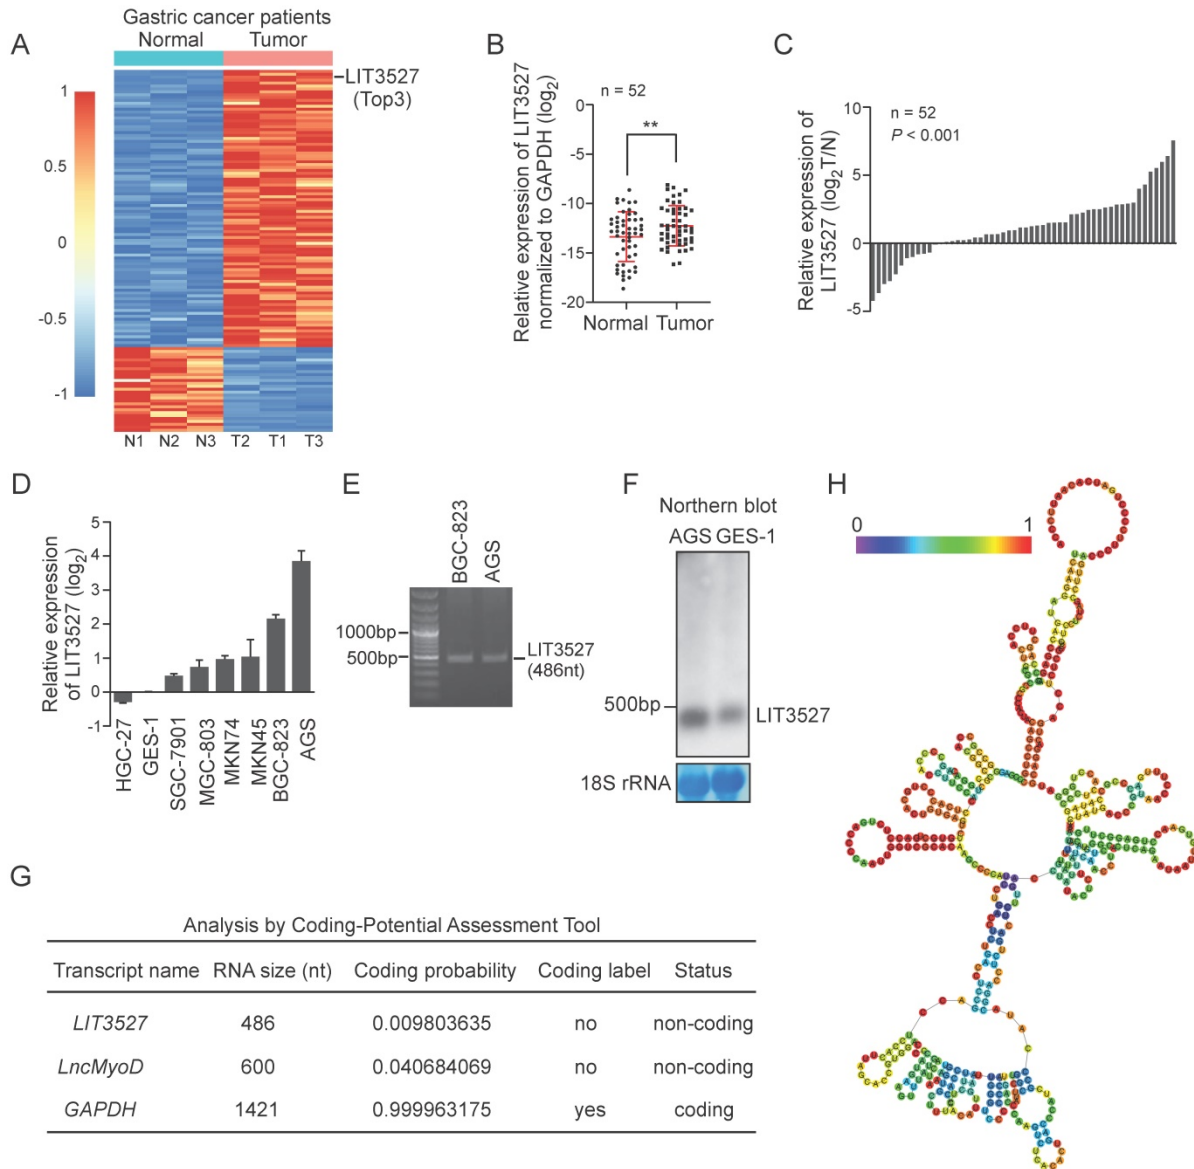 A
Gastric cancer patients
Normal Tumor
LIT3527
(Top3)
1
0.5
0
-0.5
-1
N1 N2 N3 T2 T1 T3
B
n = 52
**
Relative expression of LIT3527
normalized to GAPDH (log2)
0
-5
-10
-15
-20
Normal Tumor
C
n = 52
P < 0.001
Relative expression of
LIT3527 (log2T/N)
10
5
0
-5
D
Relative expression
of LIT3527 (log2)
5
4
3
2
1
0
-1
HGC-27
GES-1
SGC-7901
MGC-803
MKN74
MKN45
BGC-823
AGS
E
BGC-823
AGS
1000bp
500bp
LIT3527
(486nt)
F
Northern blot
AGS GES-1
500bp
LIT3527
18S rRNA
H
0 1
G
Analysis by Coding-Potential Assessment Tool
Transcript name RNA size (nt) Coding probability Coding label Status
LIT3527 486 0.009803635 no non-coding
LncMyoD 600 0.040684069 no non-coding
GAPDH 1421 0.999963175 yes coding